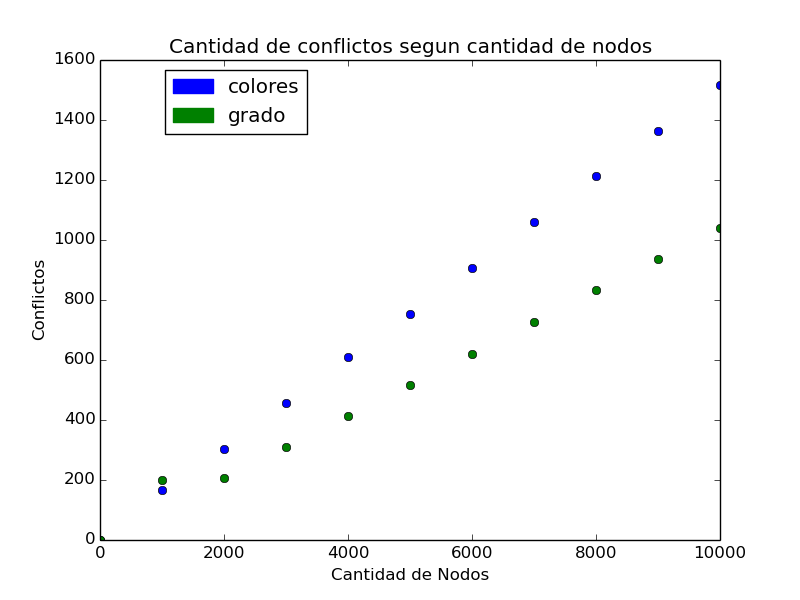 Cantidad de conflictos segun cantidad de nodos
1600
1400
1200
1000
800
600
400
200
0
colores
grado
Conflictos
0 2000 4000 6000 8000 10000
Cantidad de Nodos